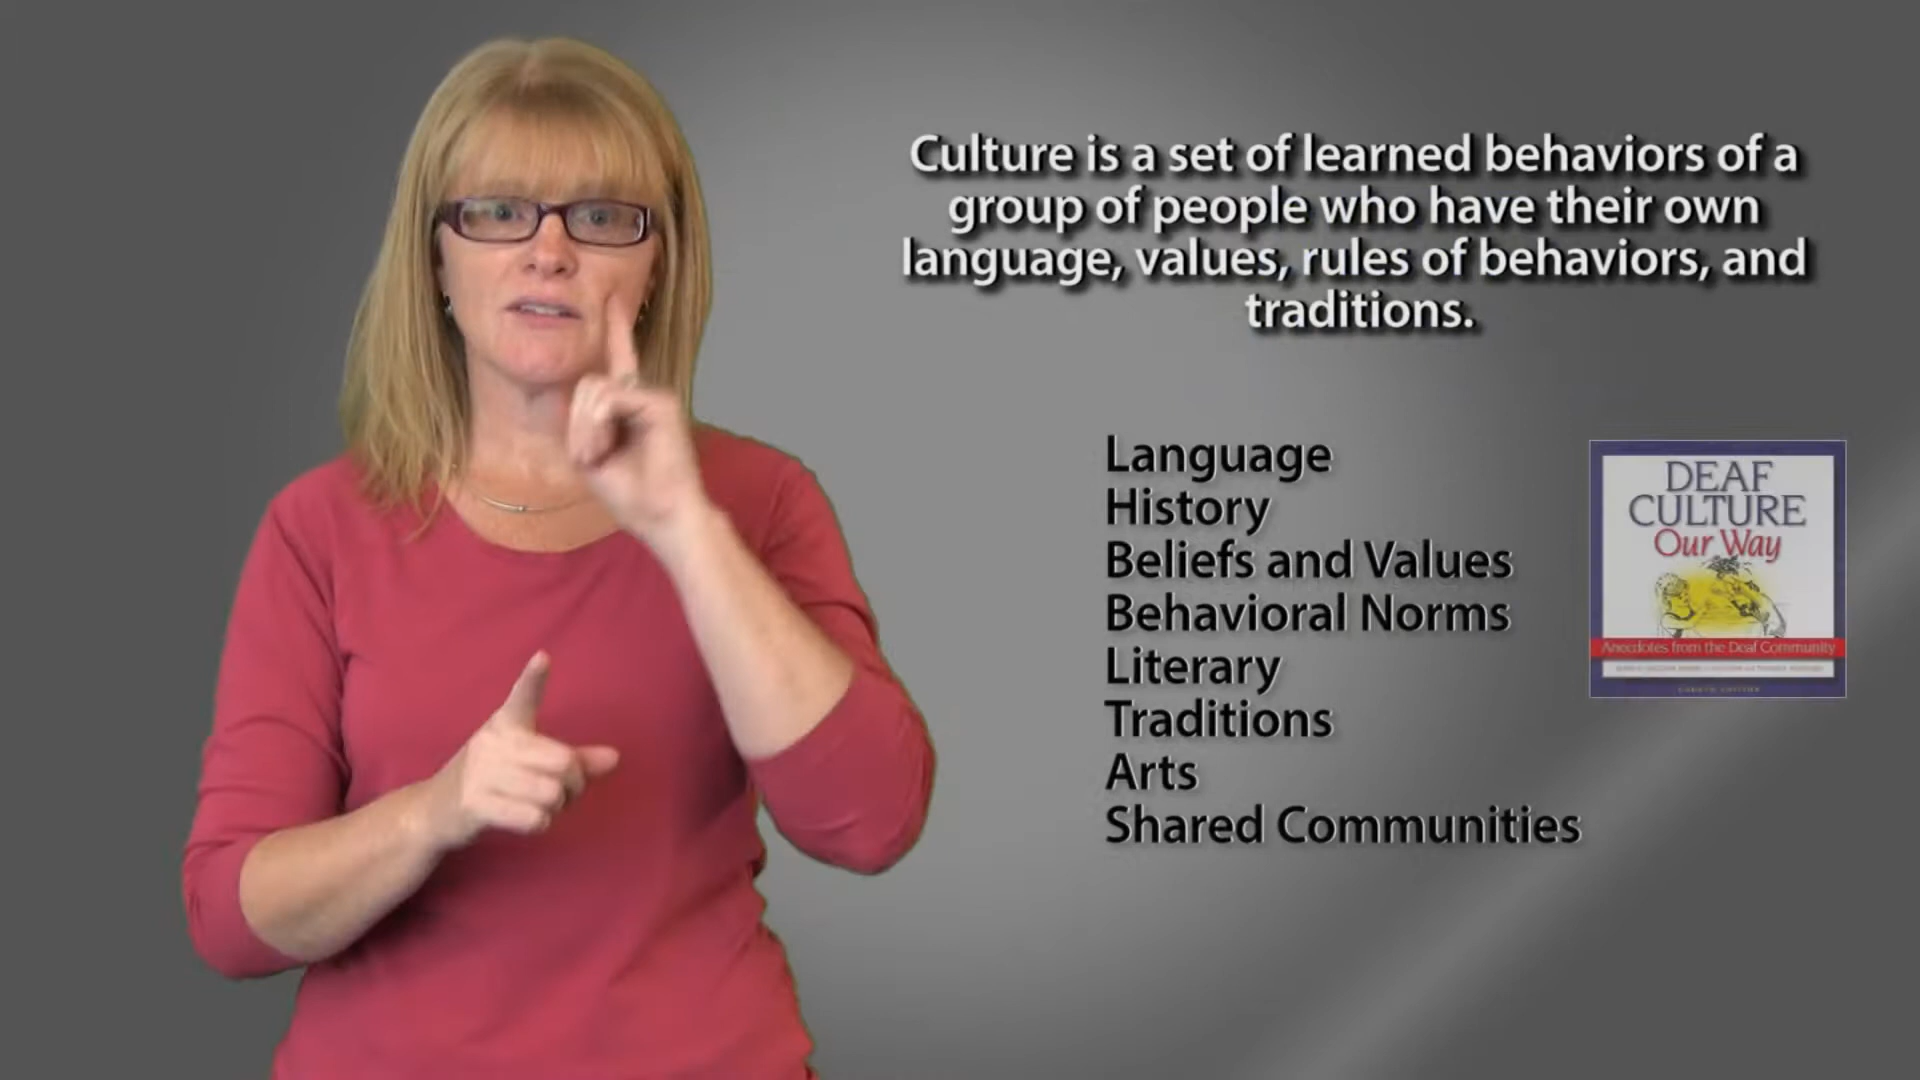 Culture is a set of learned behaviors of a
group of people who have their own
language, values, rules of behaviors, and
traditions.
Language
History
Beliefs and Values
Behavioral Norms
Literary
Traditions
Arts
Shared Communities
DEAF
CULTURE
Our Way
Anecdotes from the Deaf Community